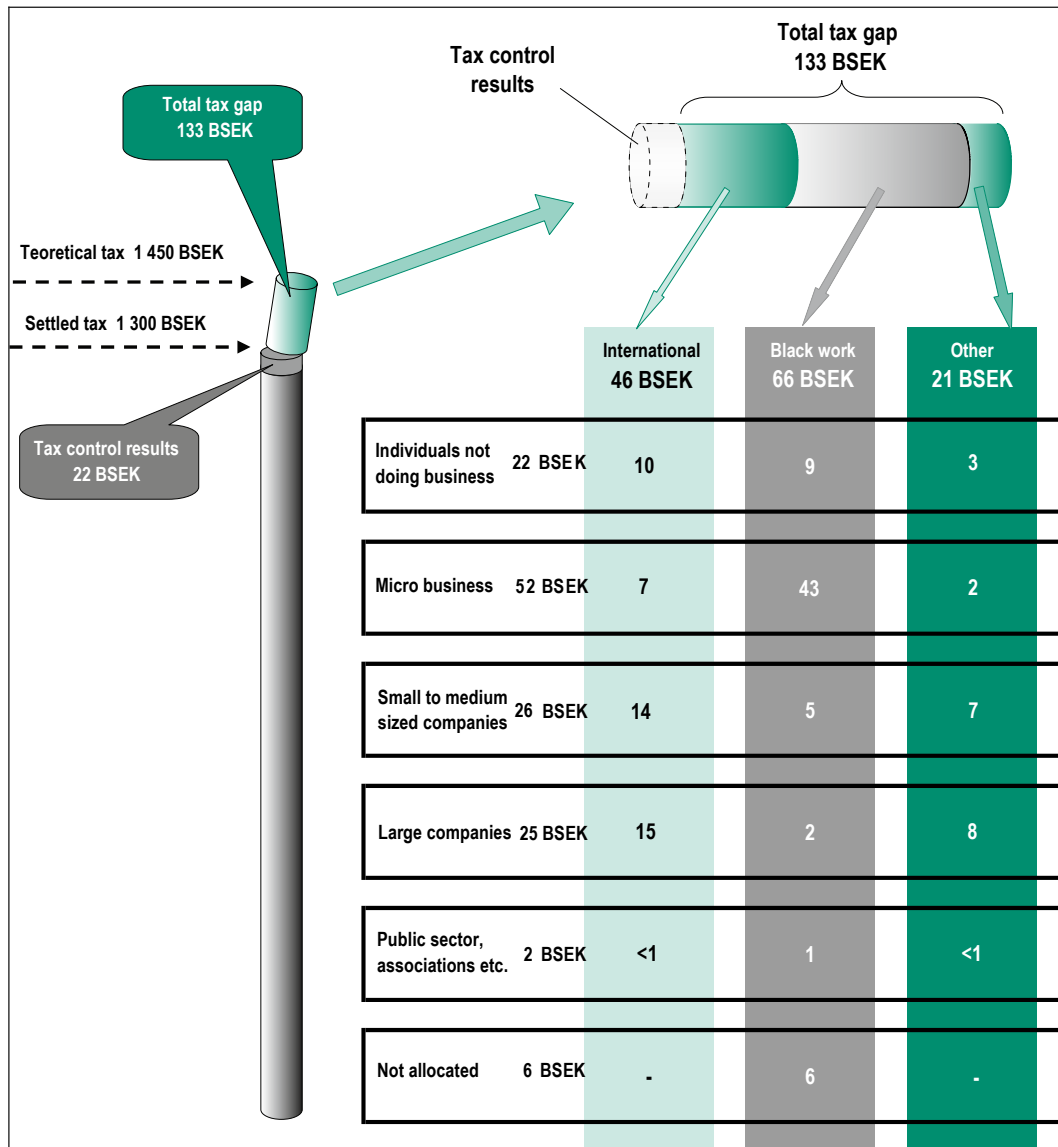 Total tax gap
133 BSEK
Tax control
results
Total tax gap
133 BSEK
Teoretical tax 1 450 BSEK
Settled tax 1 300 BSEK
Tax control results
22 BSEK
International
46 BSEK
Black work
66 BSEK
Other
21 BSEK
Individuals not
doing business
22 BSEK
10
9
3
Micro business
52 BSEK
7
43
2
Small to medium
sized companies
26 BSEK
14
5
7
Large companies
25 BSEK
15
2
8
Public sector,
associations etc.
2 BSEK
<1
1
<1
Not allocated
6 BSEK
-
6
-